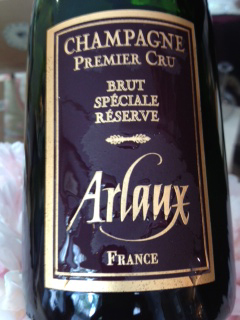 CHAMPAGNE
PREMIER CRU
BRUT
SPÉCIALE
RÉSERVE
Arlaux
FRANCE